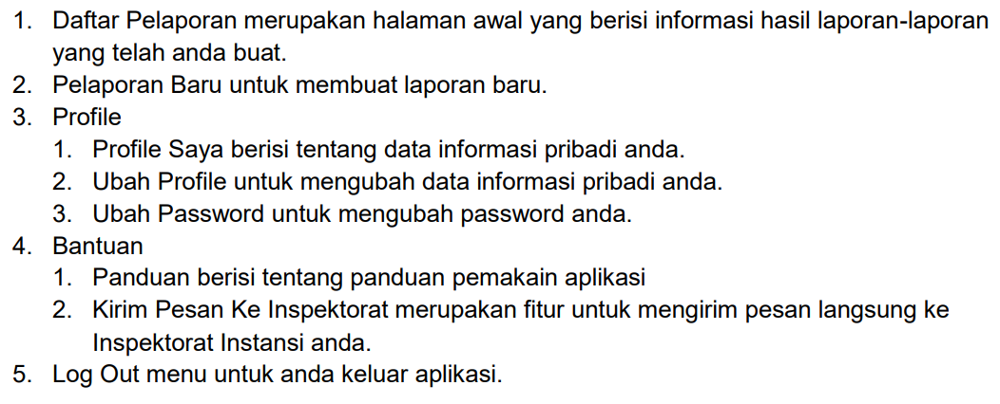 1. Daftar Pelaporan merupakan halaman awal yang berisi informasi hasil laporan-laporan
yang telah anda buat.
2. Pelaporan Baru untuk membuat laporan baru.
3. Profile
1. Profile Saya berisi tentang data informasi pribadi anda.
2. Ubah Profile untuk mengubah data informasi pribadi anda.
3. Ubah Password untuk mengubah password anda.
4. Bantuan
1. Panduan berisi tentang panduan pemakain aplikasi
2. Kirim Pesan Ke Inspektorat merupakan fitur untuk mengirim pesan langsung ke
Inspektorat Instansi anda.
5. Log Out menu untuk anda keluar aplikasi.